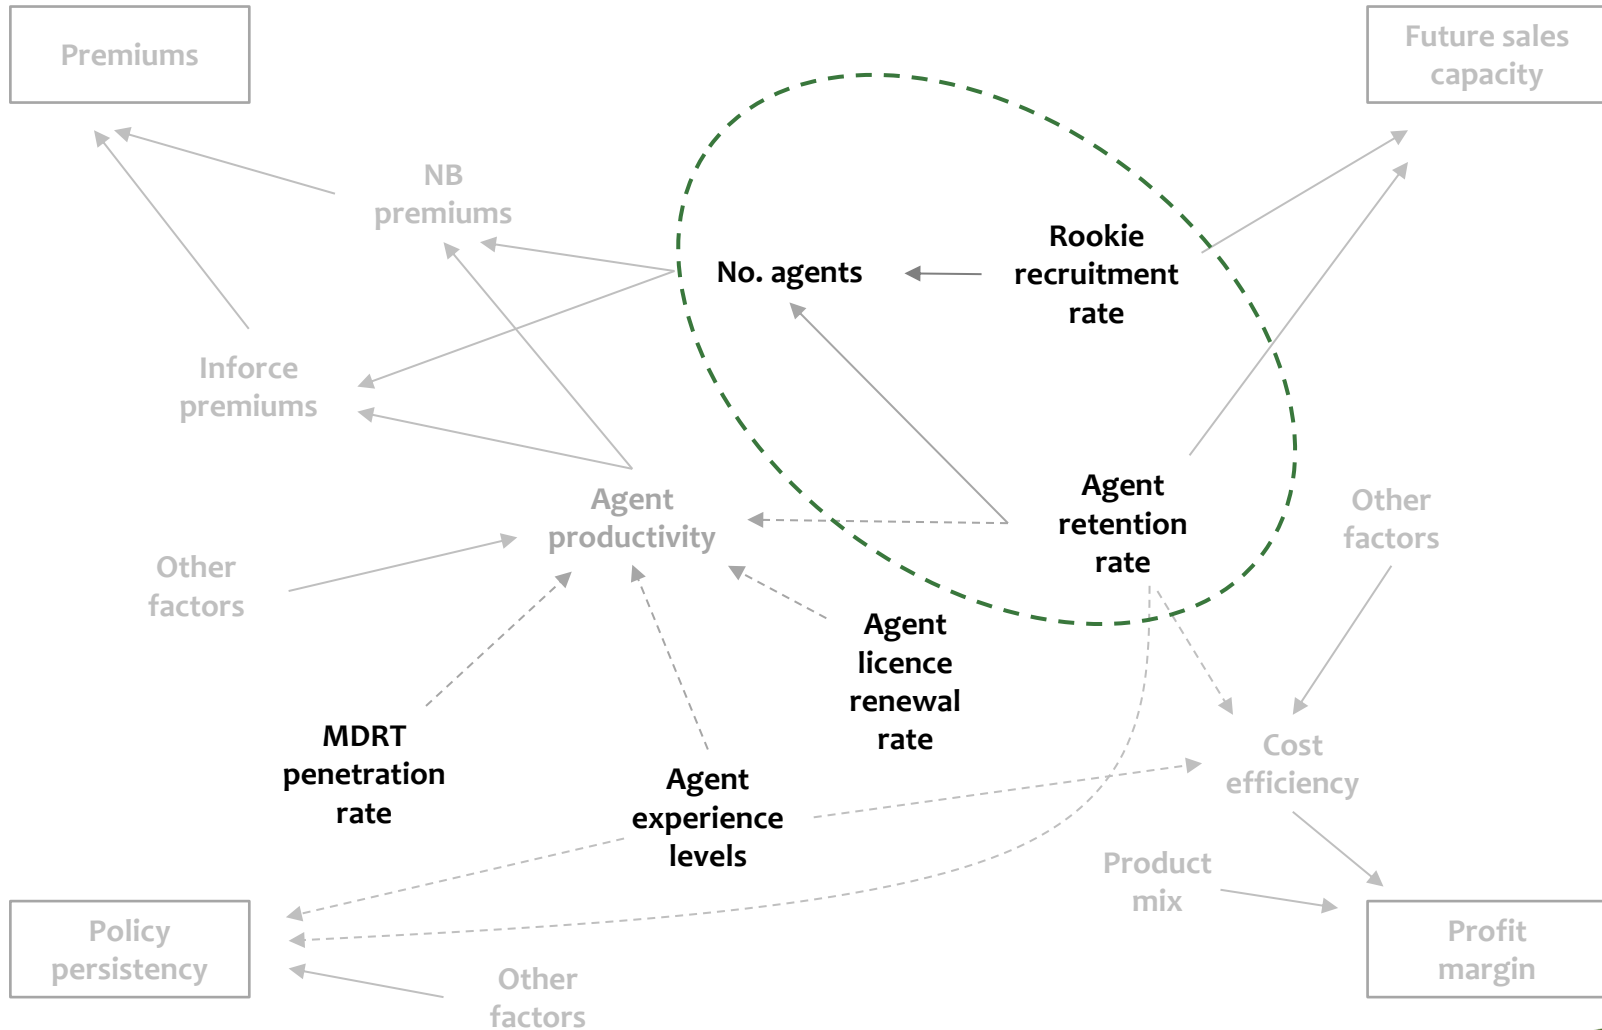 Premiums
Future sales
capacity
NB
premiums
No. agents
Rookie
recruitment
rate
Inforce
premiums
Agent
productivity
Agent
retention
rate
Other
factors
Other
factors
Agent
licence
renewal
rate
MDRT
penetration
rate
Agent
experience
levels
Cost
efficiency
Product
mix
Policy
persistency
Other
factors
Profit
margin